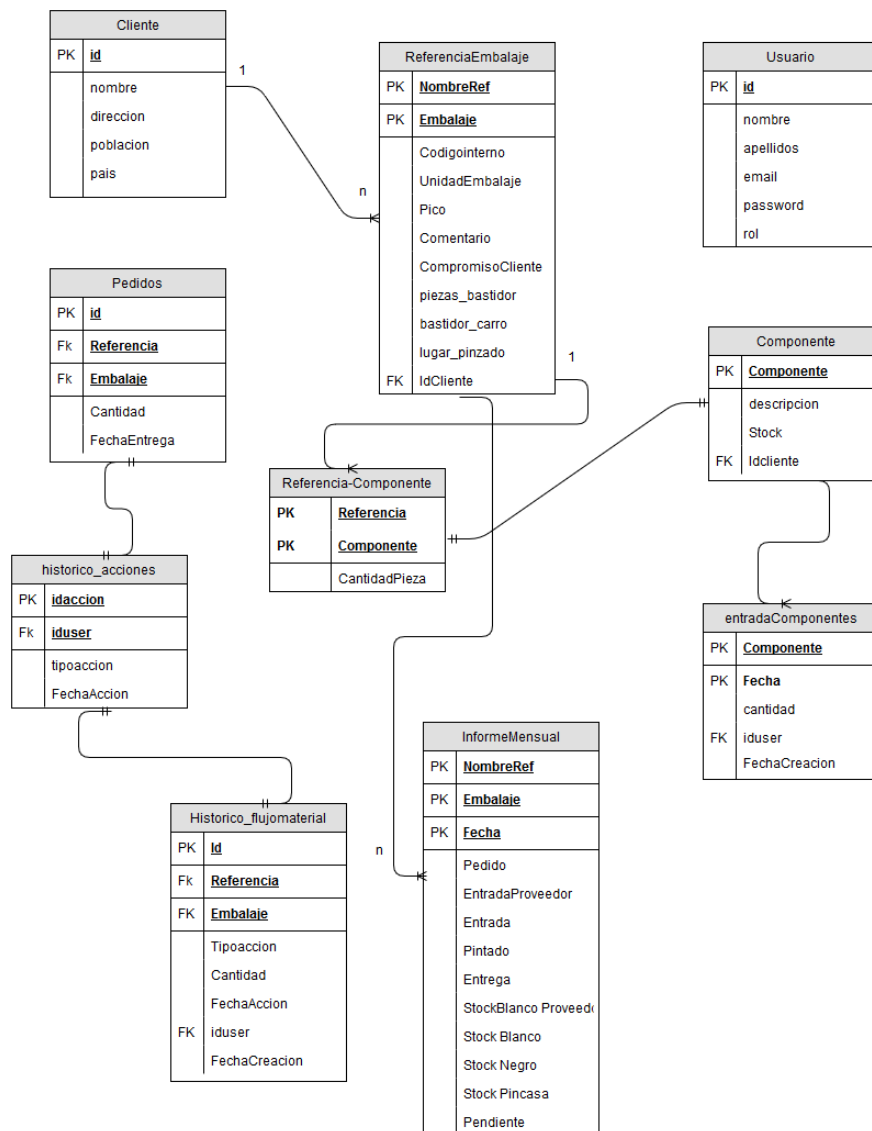 Cliente
PK id
nombre
direccion
poblacion
pais
1
n
ReferenciaEmbalaje
PK NombreRef
PK Embalaje
Codigointerno
UnidadEmbalaje
Pico
Comentario
CompromisoCliente
piezas_bastidor
bastidor_carro
lugar_pinzado
FK IdCliente
1
Usuario
PK id
nombre
apellidos
email
password
rol
Pedidos
PK id
Fk Referencia
Fk Embalaje
Cantidad
FechaEntrega
Componente
PK Componente
descripcion
Stock
FK Idcliente
Referencia-Componente
PK Referencia
PK Componente
CantidadPieza
historico_acciones
PK idaccion
Fk iduser
tipoaccion
FechaAccion
entradaComponentes
PK Componente
PK Fecha
cantidad
FK iduser
FechaCreacion
Historico_flujomaterial
PK Id
Fk Referencia
FK Embalaje
Tipoaccion
Cantidad
FechaAccion
FK iduser
FechaCreacion
n
InformeMensual
PK NombreRef
PK Embalaje
PK Fecha
Pedido
EntradaProveedor
Entrada
Pintado
Entrega
StockBlanco Proveedo
Stock Blanco
Stock Negro
Stock Pincasa
Pendiente